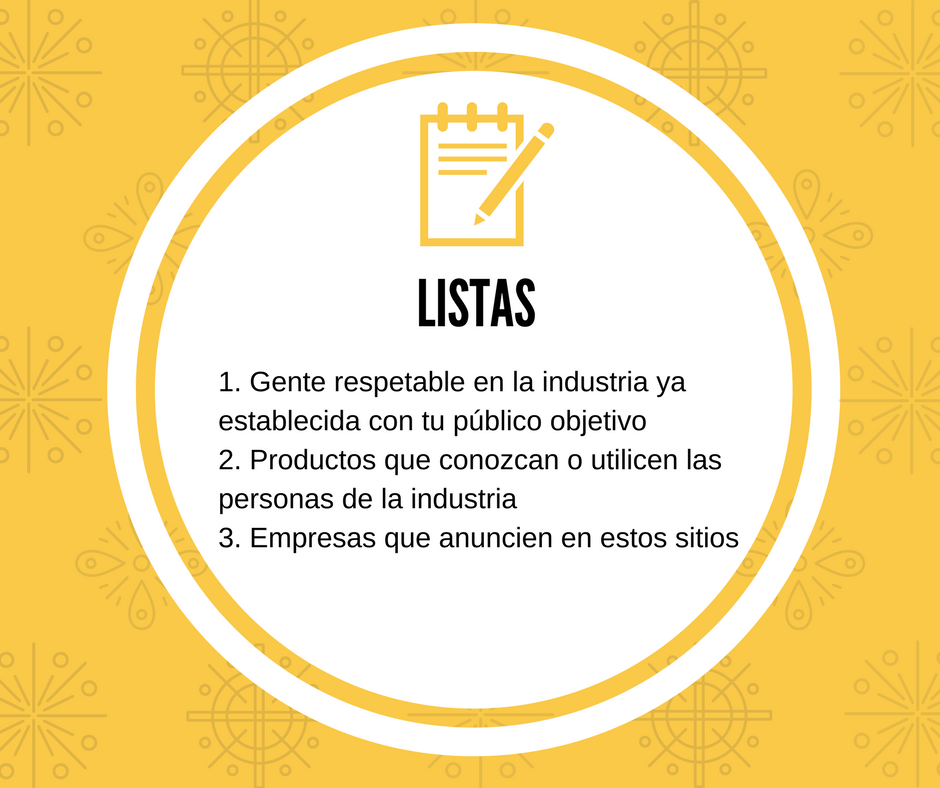 LISTAS
1. Gente respetable en la industria ya
establecida con tu público objetivo
2. Productos que conozcan o utilicen las
personas de la industria
3. Empresas que anuncien en estos sitios